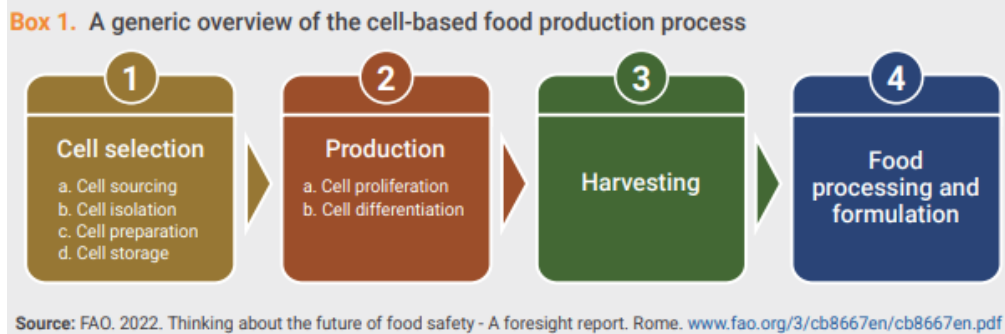 Box 1. A generic overview of the cell-based food production process
1
Cell selection
a. Cell sourcing
b. Cell isolation
c. Cell preparation
d. Cell storage
2
Production
a. Cell proliferation
b. Cell differentiation
3
Harvesting
4
Food
processing and
formulation
Source: FAO. 2022. Thinking about the future of food safety - A foresight report. Rome. www.fao.org/3/cb8667en/cb8667en.pdf